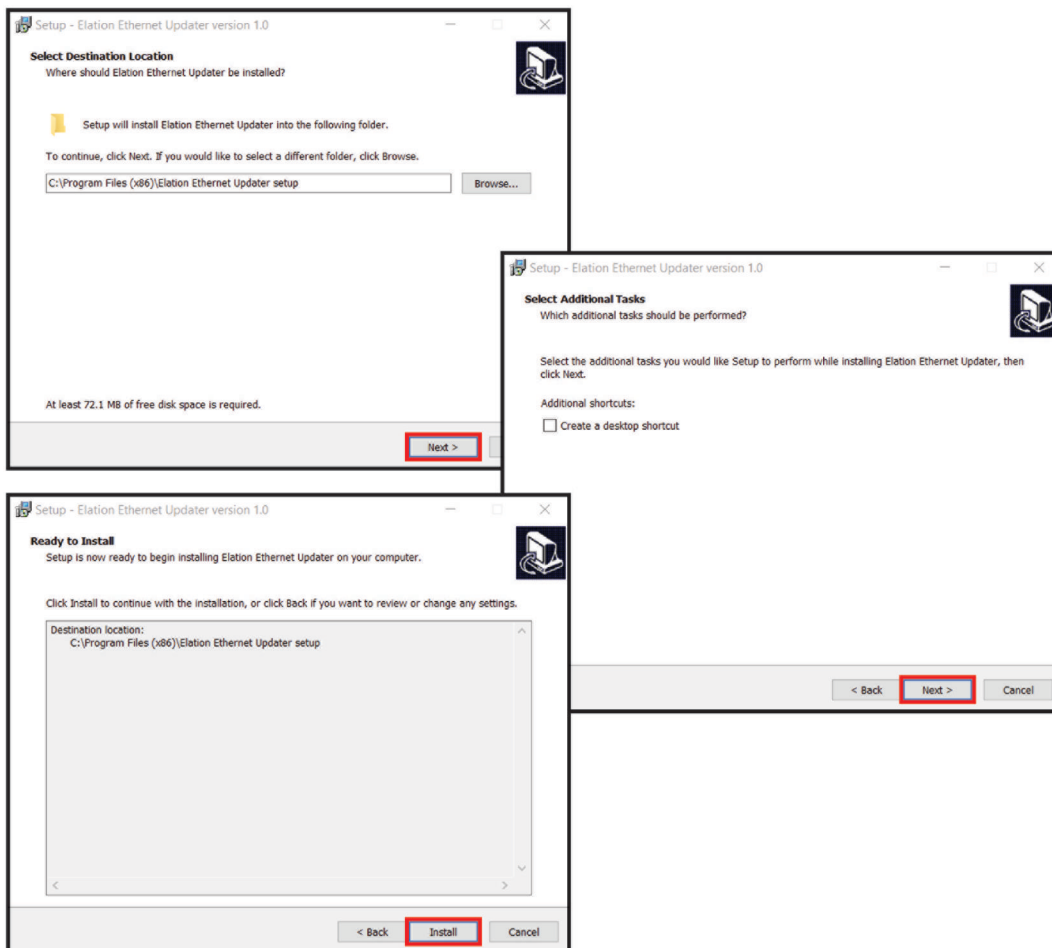 Setup - Elation Ethernet Updater version 1.0
Select Destination Location
Where should Elation Ethernet Updater be installed?
Setup will install Elation Ethernet Updater into the following folder.
To continue, click Next. If you would like to select a different folder, click Browse.
C:\Program Files (x86)\Elation Ethernet Updater setup
Browse...
At least 72.1 MB of free disk space is required.
Next >
Setup - Elation Ethernet Updater version 1.0
Select Additional Tasks
Which additional tasks should be performed?
Select the additional tasks you would like Setup to perform while installing Elation Ethernet Updater, then
click Next.
Additional shortcuts:
Create a desktop shortcut
< Back Next > Cancel
Setup - Elation Ethernet Updater version 1.0
Ready to Install
Setup is now ready to begin installing Elation Ethernet Updater on your computer.
Click Install to continue with the installation, or click Back if you want to review or change any settings.
Destination location:
C:\Program Files (x86)\Elation Ethernet Updater setup
< Back Install Cancel